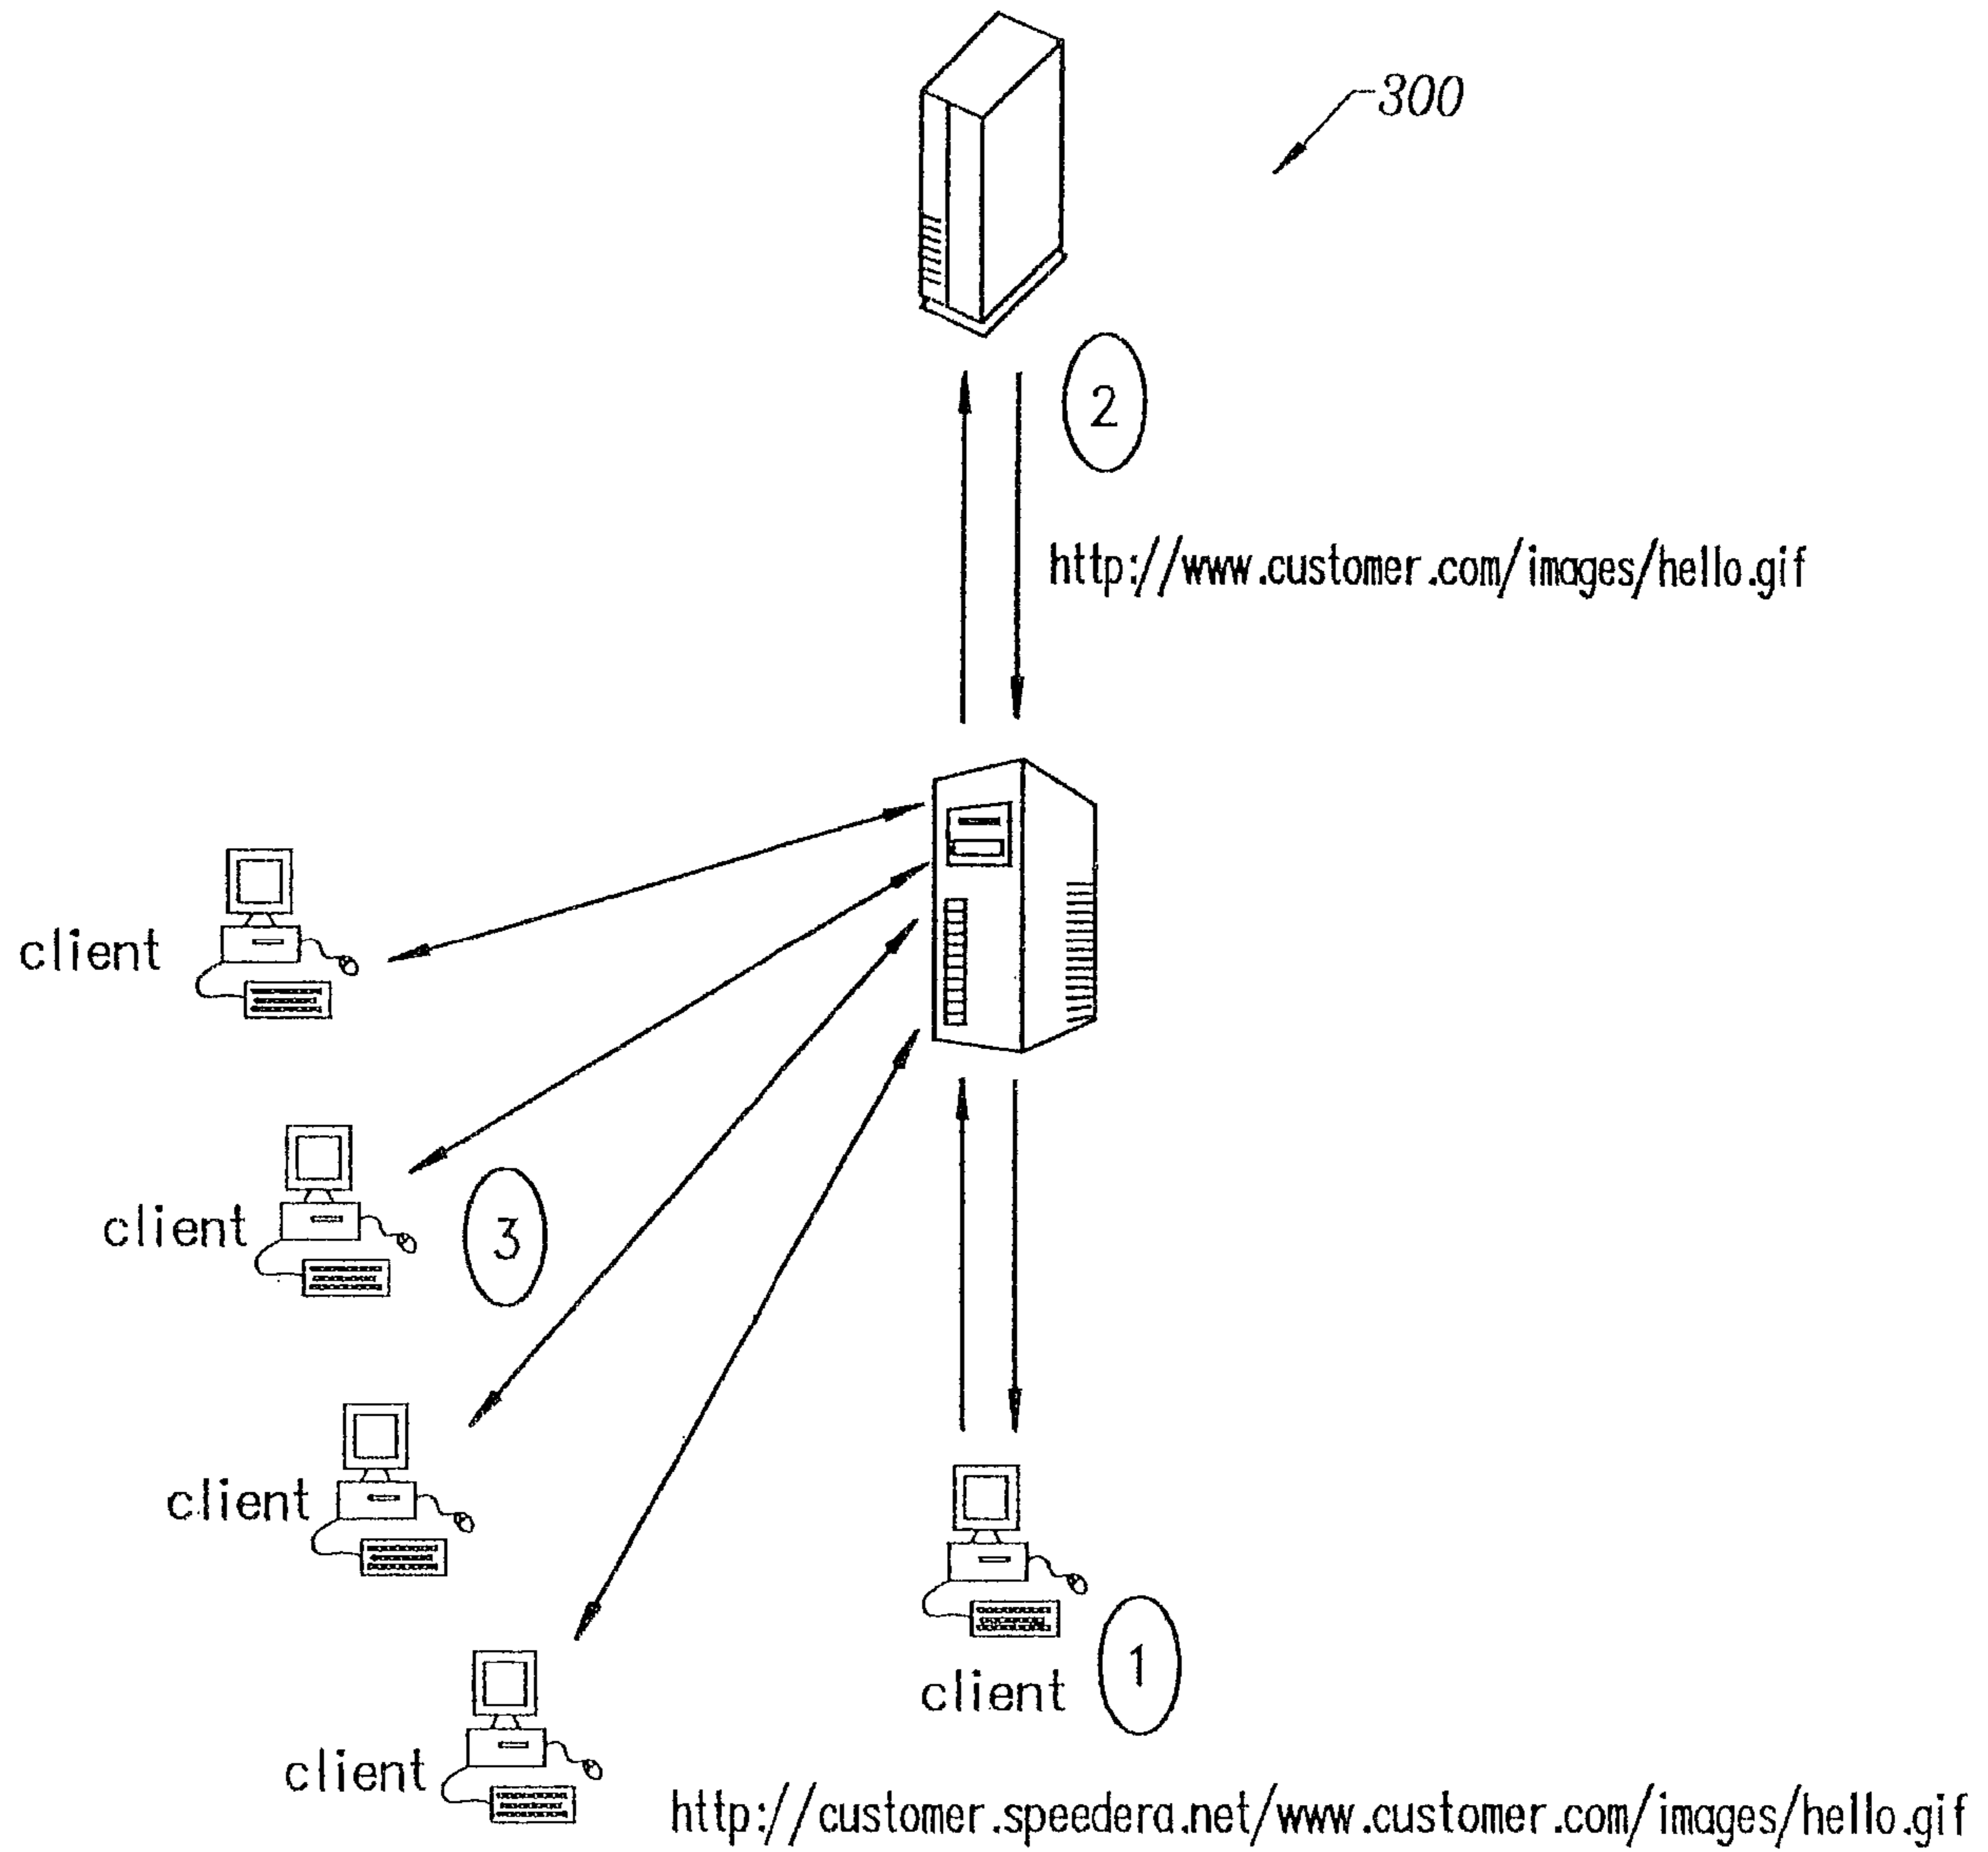 300
2
http://www.customer.com/images/hello.gif
client
client
3
client
client
1
client
http://customer.speedera.net/www.customer.com/images/hello.gif